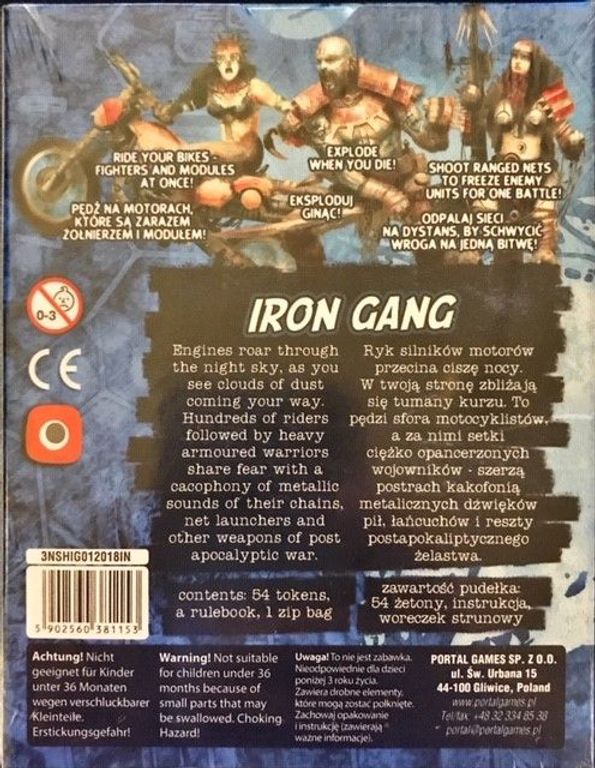 RIDE YOUR BIKES -
FIGHTERS AND MODULES
AT ONCE!
PĘDŹ NA MOTORACH,
KTÓRE SĄ ZARAZEM
ŻOŁNIERZEM I MODUŁEM!
EXPLODE
WHEN YOU DIE!
EKSPLODUJ
GINĄC!
SHOOT RANGED NETS
TO FREEZE ENEMY
UNITS FOR ONE BATTLE!
ODPALAJ SIECI
NA DYSTANS, BY SCHWYCIĆ
WROGA NA JEDNĄ BITWĘ!
0-3
CE
IRON GANG
Engines roar through
the night sky, as you
see clouds of dust
coming your way.
Hundreds of riders
followed by heavy
armoured warriors
share fear with a
cacophony of metallic
sounds of their chains,
net launchers and
other weapons of post
apocalyptic war.
Ryk silników motorów
przecina ciszę nocy.
W twoją stronę zbliżają
się tumany kurzu. To
pędzi sfora motocyklistów,
a za nimi setki
ciężko opancerzonych
wojowników - szerzą
postrach kakofonią
metalicznych dźwięków
pił, łańcuchów i reszty
postapokaliptycznego
żelastwa.
3NSHIG012018IN
5 902560 381153
contents: 54 tokens,
a rulebook, 1 zip bag
zawartość pudełka:
54 żetony, instrukcja,
woreczek strunowy
Achtung! Nicht
geeignet für Kinder
unter 36 Monaten
wegen verschluckbarer
Kleinteile.
Erstickungsgefahr!
Warning! Not suitable
for children under 36
months because of
small parts that may
be swallowed. Choking
Hazard!
Uwaga! To nie jest zabawka.
Nieodpowiednie dla dzieci
poniżej 3 roku życia.
Zawiera drobne elementy,
które mogą zostać połknięte.
Zachowaj opakowanie
i instrukcję (zawierają
ważne informacje).
PORTAL GAMES SP. Z O.O.
ul. Św. Urbana 15
44-100 Gliwice, Poland
www.portalgames.pl
Tel/fax +48 32 334 85 38
portal@portalgames.pl